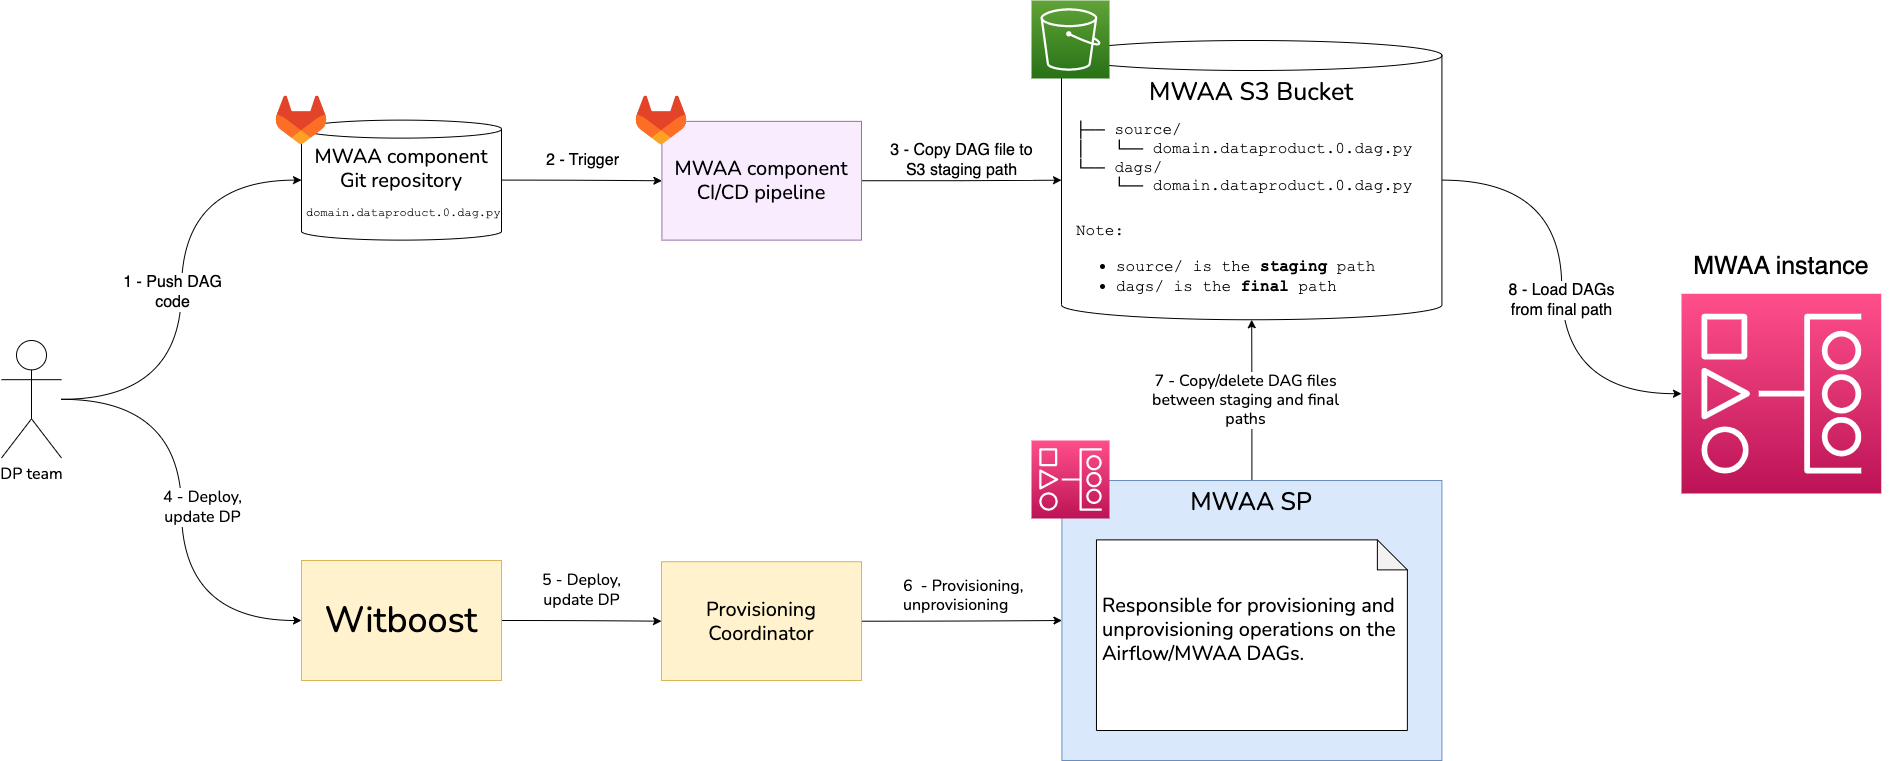 MWAA component
Git repository
domain.dataproduct.0.dag.py
2 - Trigger
MWAA component
CI/CD pipeline
3 - Copy DAG file to
S3 staging path
MWAA S3 Bucket
source/
domain.dataproduct.0.dag.py
dags/
domain.dataproduct.0.dag.py
Note:
• source/ is the staging path
• dags/ is the final path
1 - Push DAG
code
8 - Load DAGs
from final path
MWAA instance
DP team
4 - Deploy,
update DP
Witboost
5 - Deploy,
update DP
Provisioning
Coordinator
6 - Provisioning,
unprovisioning
7 - Copy/delete DAG files
between staging and final
paths
MWAA SP
Responsible for provisioning and
unprovisioning operations on the
Airflow/MWAA DAGs.